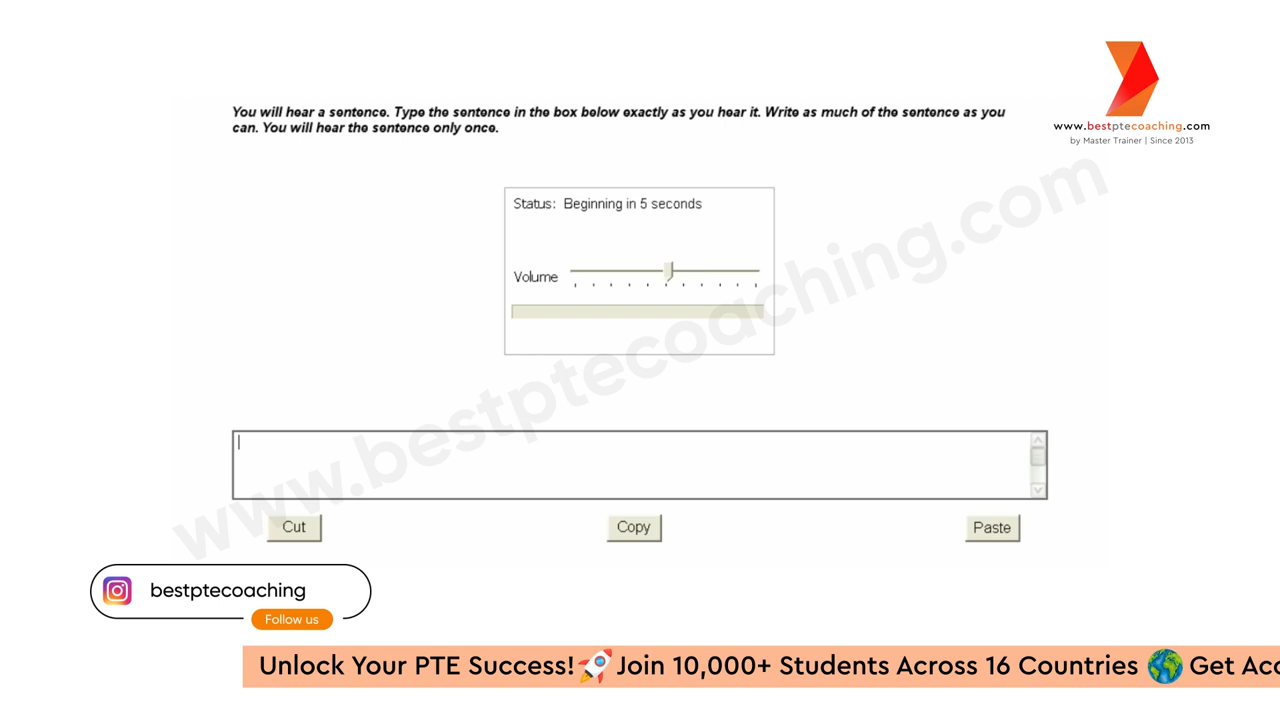 You will hear a sentence. Type the sentence in the box below exactly as you hear it. Write as much of the sentence as you
can. You will hear the sentence only once.
www.bestptecoaching.com
by Master Trainer | Since 2013
Status: Beginning in 5 seconds
Volume
www.bestptecoaching.com
Cut Copy Paste
bestptecoaching
Follow us
Unlock Your PTE Success!🚀 Join 10,000+ Students Across 16 Countries 🌍 Get Acc